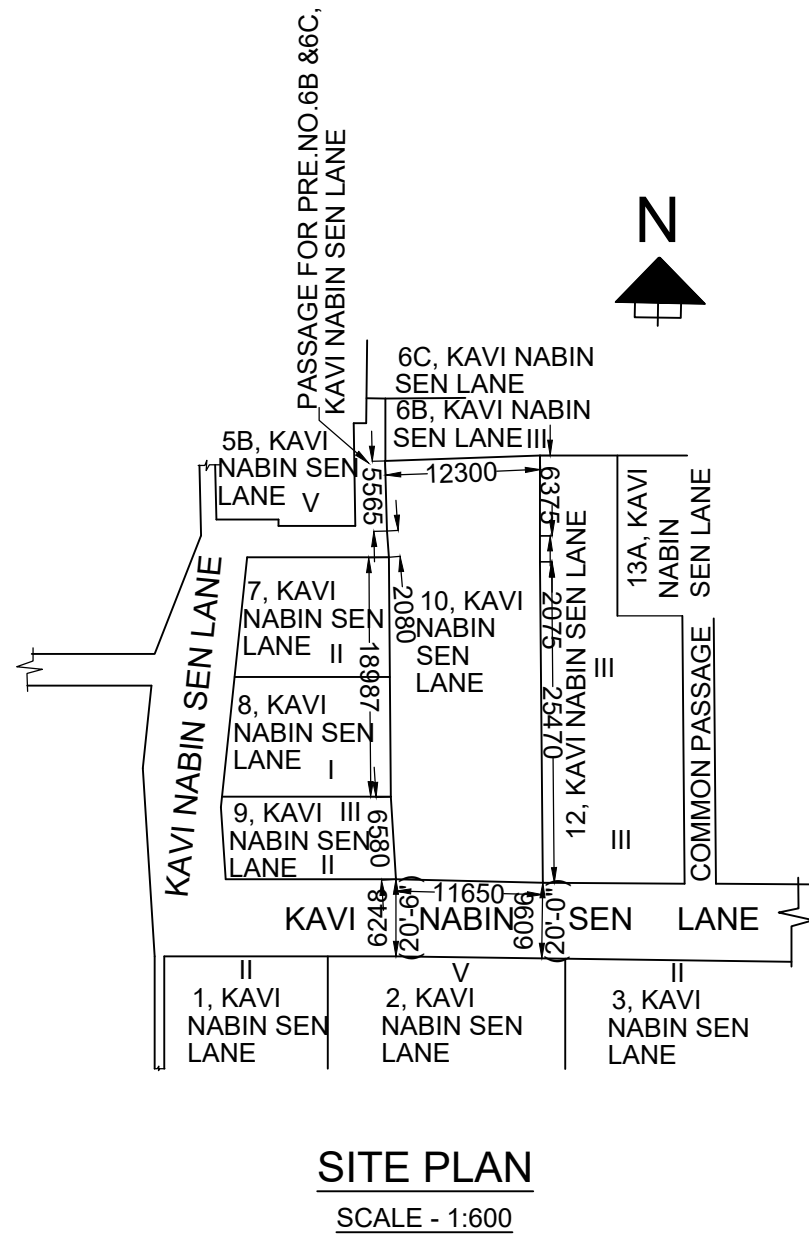 PASSAGE FOR PRE.NO.6B &6C,
KAVI NABIN SEN LANE
N
6C, KAVI NABIN
SEN LANE
6B, KAVI NABIN
SEN LANE III
5B, KAVI
NABIN SEN
LANE V
5565
12300
6375
13A, KAVI
NABIN
SEN LANE
KAVI NABIN SEN LANE
7, KAVI
NABIN SEN
LANE II
2080
18987
10, KAVI
NABIN
SEN
LANE
2075
25470
12, KAVI NABIN SEN LANE
III
III
COMMON PASSAGE
8, KAVI
NABIN SEN
LANE I
9, KAVI III
NABIN SEN
LANE II
6580
11650
6248
(20'-6")
6096
(20'-0")
KAVI NABIN SEN LANE
II
1, KAVI
NABIN SEN
LANE
V
2, KAVI
NABIN SEN
LANE
II
3, KAVI
NABIN SEN
LANE
SITE PLAN
SCALE - 1:600